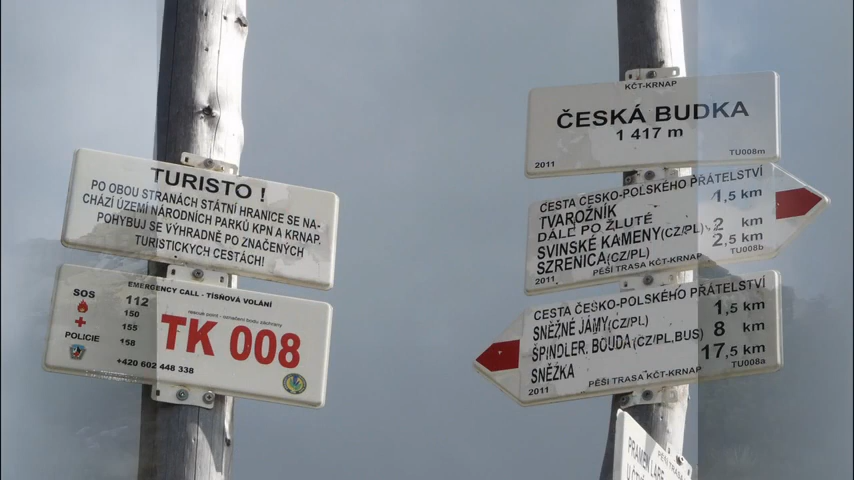 TURISTO !
PO OBOU STRANÁCH STÁTNÍ HRANICE SE NA-
CHÁZÍ ÚZEMÍ NÁRODNÍCH PARKŮ KPN A KRNAP.
POHYBUJ SE VÝHRADNĚ PO ZNAČENÝCH
TURISTICKÝCH CESTÁCH!
EMERGENCY CALL - TÍSŇOVÁ VOLÁNÍ
SOS 112
150
155
POLICIE 158
+420 602 448 338
TK 008
KČT-KRNAP
ČESKÁ BUDKA
1 417 m
2011 TU008m
CESTA ČESKO-POLSKÉHO PŘÁTELSTVÍ
TVAROŽNÍK 1,5 km
DÁLE PO ŽLUTÉ
SVINSKÉ KAMENY(CZ/PL) 2 km
SZRENICA(CZ/PL) 2,5 km
2011 PĚŠÍ TRASA KČT-KRNAP TU008b
CESTA ČESKO-POLSKÉHO PŘÁTELSTVÍ
SNĚŽNÉ JÁMY(CZ/PL) 1,5 km
ŠPINDLER. BOUDA(CZ/PL,BUS) 8 km
SNĚŽKA 17,5 km
2011 PĚŠÍ TRASA KČT-KRNAP TU008a
PRAMEN LABE